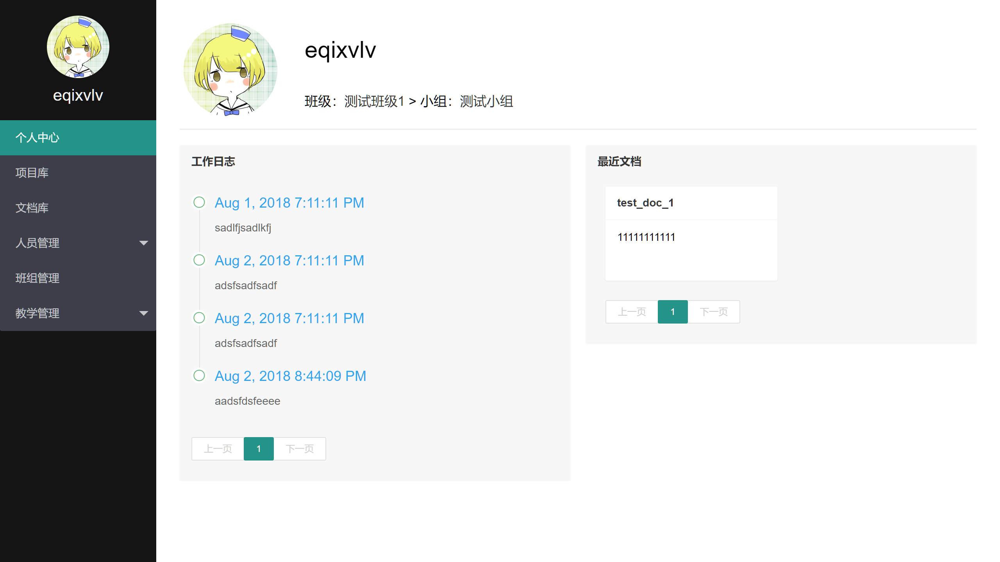 eqixvlv
个人中心
项目库
文档库
人员管理
班组管理
教学管理
eqixvlv
班级：测试班级1 > 小组：测试小组
工作日志
Aug 1, 2018 7:11:11 PM
sadlfjsadlkfj
Aug 2, 2018 7:11:11 PM
adsfsadfsadf
Aug 2, 2018 7:11:11 PM
adsfsadfsadf
Aug 2, 2018 8:44:09 PM
aadsfdsfeeee
上一页 1 下一页
最近文档
test_doc_1
11111111111
上一页 1 下一页